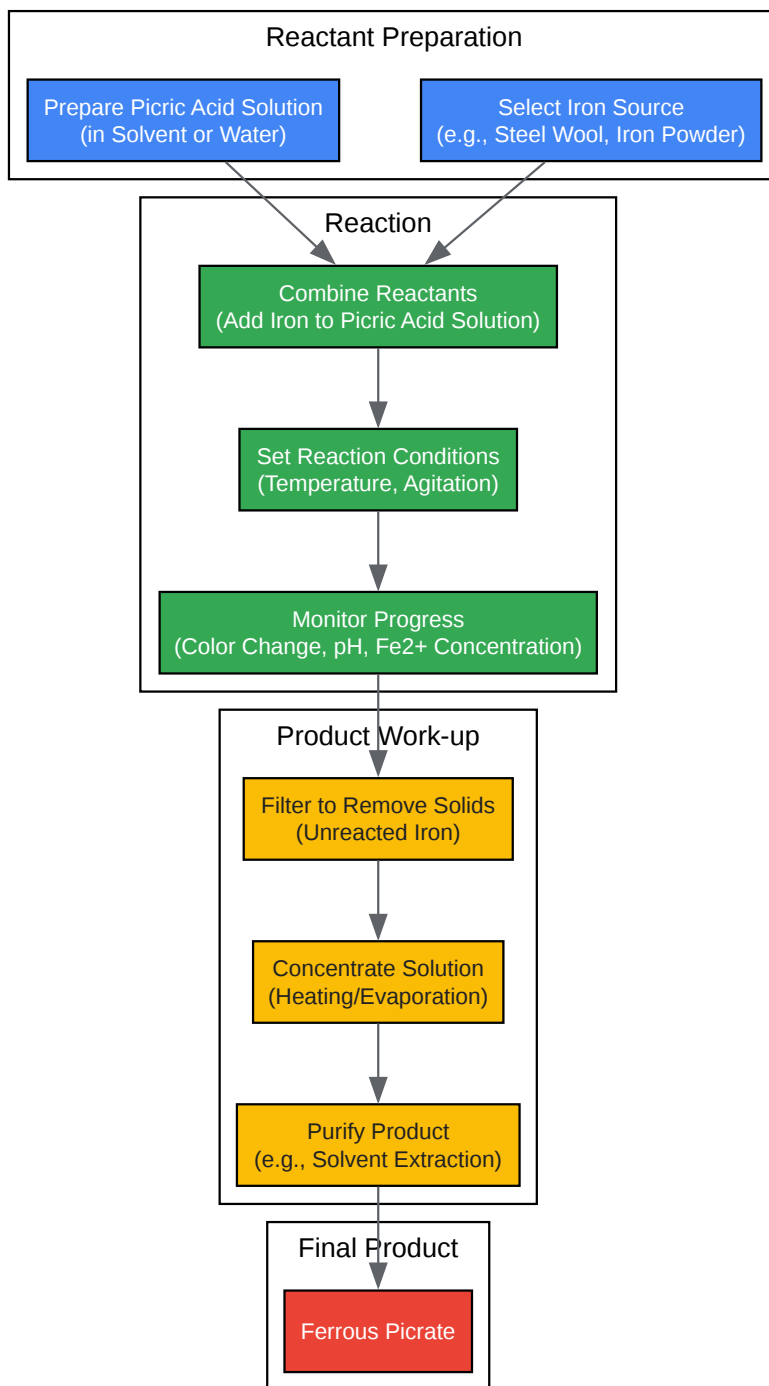 Reactant Preparation
Prepare Picric Acid Solution
(in Solvent or Water)
Select Iron Source
(e.g., Steel Wool, Iron Powder)
Reaction
Combine Reactants
(Add Iron to Picric Acid Solution)
Set Reaction Conditions
(Temperature, Agitation)
Monitor Progress
(Color Change, pH, Fe2+ Concentration)
Product Work-up
Filter to Remove Solids
(Unreacted Iron)
Concentrate Solution
(Heating/Evaporation)
Purify Product
(e.g., Solvent Extraction)
Final Product
Ferrous Picrate